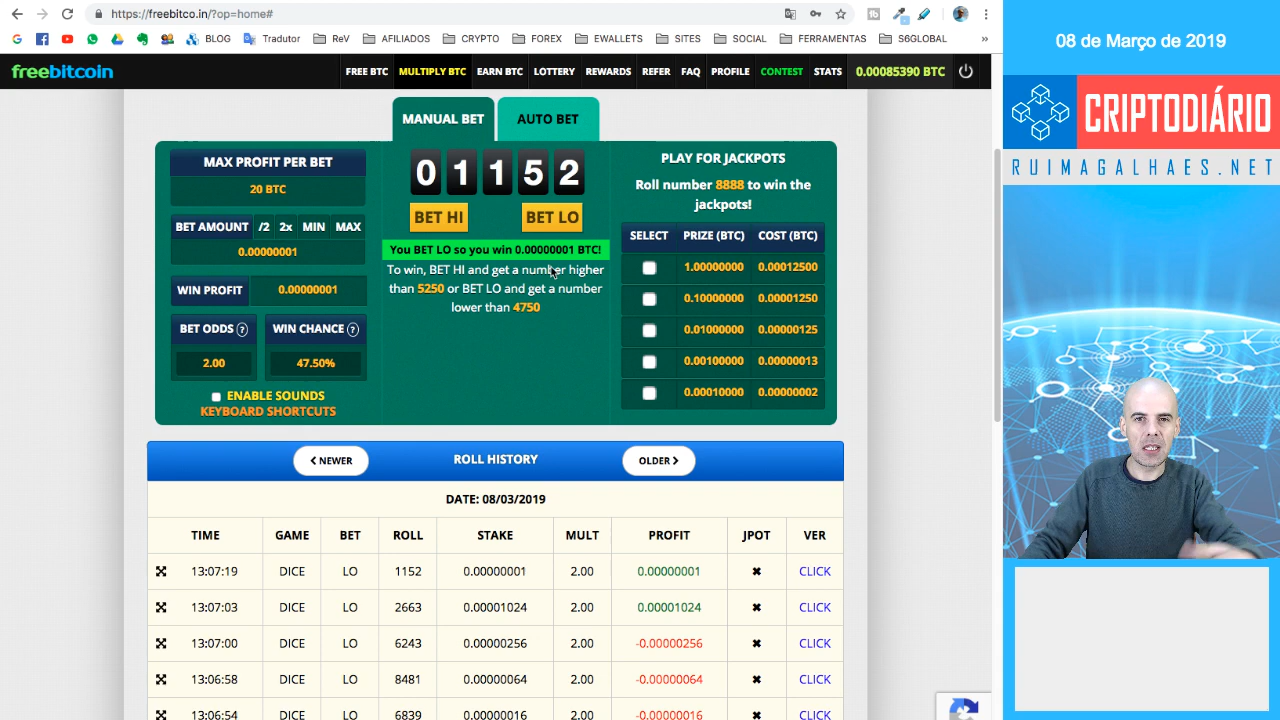 https://freebitco.in/?op=home#
BLOG Tradutor ReV AFILIADOS CRYPTO FOREX EWALLETS SITES SOCIAL FERRAMENTAS S6GLOBAL »
freebitcoin FREE BTC MULTIPLY BTC EARN BTC LOTTERY REWARDS REFER FAQ PROFILE CONTEST STATS 0.00085390 BTC
MANUAL BET AUTO BET
MAX PROFIT PER BET
20 BTC
BET AMOUNT /2 2x MIN MAX
0.00000001
WIN PROFIT 0.00000001
BET ODDS ? WIN CHANCE ?
2.00 47.50%
ENABLE SOUNDS
KEYBOARD SHORTCUTS
0 1 1 5 2
BET HI BET LO
You BET LO so you win 0.00000001 BTC!
To win, BET HI and get a number higher
than 5250 or BET LO and get a number
lower than 4750
PLAY FOR JACKPOTS
Roll number 8888 to win the
jackpots!
SELECT PRIZE (BTC) COST (BTC)
1.00000000 0.00012500
0.10000000 0.00001250
0.01000000 0.00000125
0.00100000 0.00000013
0.00010000 0.00000002
NEWER ROLL HISTORY OLDER
DATE: 08/03/2019
TIME GAME BET ROLL STAKE MULT PROFIT JPOT VER
13:07:19 DICE LO 1152 0.00000001 2.00 0.00000001 CLICK
13:07:03 DICE LO 2663 0.00001024 2.00 0.00001024 CLICK
13:07:00 DICE LO 6243 0.00000256 2.00 -0.00000256 CLICK
13:06:58 DICE LO 8481 0.00000064 2.00 -0.00000064 CLICK
13:06:54 DICE LO 6839 0.00000016 2.00 -0.00000016 CLICK
08 de Março de 2019
CRIPTODIÁRIO
RUIMAGALHAES.NET